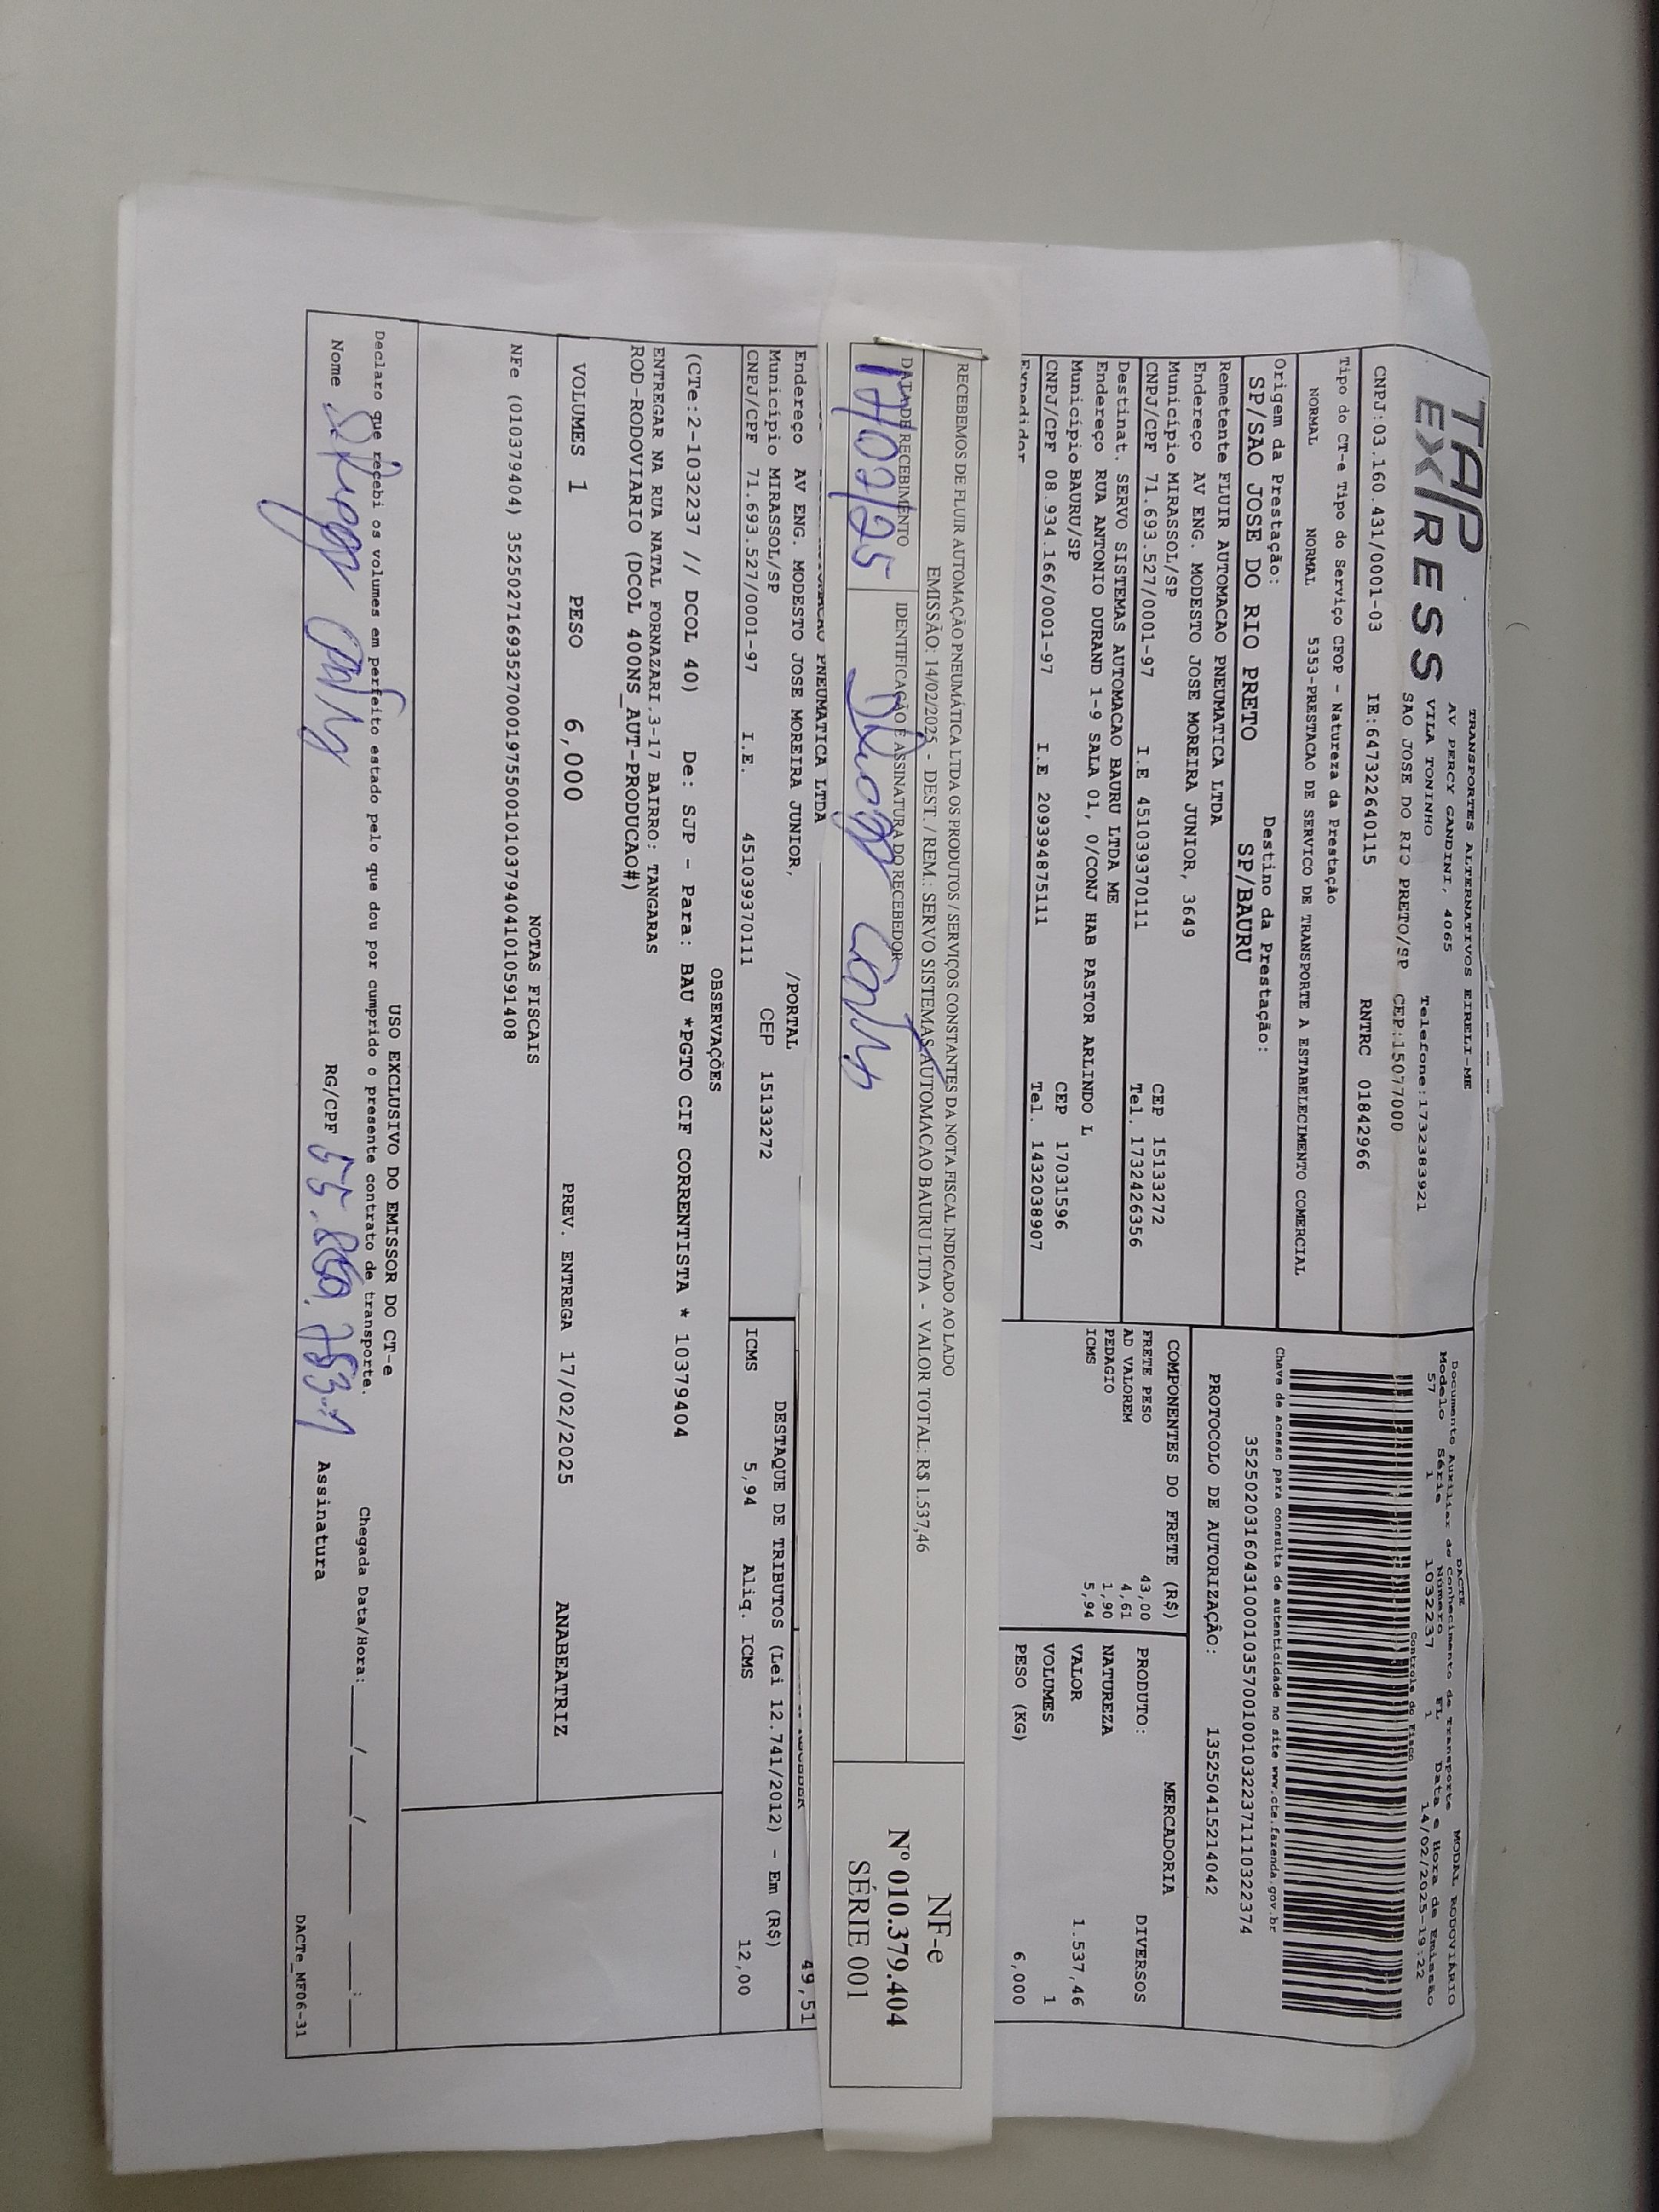 TAP EXPRESS
TRANSPORTES ALTERNATIVOS EIRELI-ME
AV PERCY GANDINI, 4065
VILA TONINHO Telefone:1732383921
SAO JOSE DO RIO PRETO/SP CEP:15077000
CNPJ:03.160.431/0001-03 IE:647322640115 RNTRC 01842966
Tipo do CT-e Tipo do Serviço CFOP - Natureza da Prestação
NORMAL NORMAL 5353-PRESTACAO DE SERVICO DE TRANSPORTE A ESTABELECIMENTO COMERCIAL
Origem da Prestação: Destino da Prestação:
SP/SAO JOSE DO RIO PRETO SP/BAURU
Remetente FLUIR AUTOMACAO PNEUMATICA LTDA
Endereço AV ENG. MODESTO JOSE MOREIRA JUNIOR, 3649
Município MIRASSOL/SP CEP 15133272
CNPJ/CPF 71.693.527/0001-97 I.E 451039370111 Tel. 1732426356
Destinat. SERVO SISTEMAS AUTOMACAO BAURU LTDA ME
Endereço RUA ANTONIO DURAND 1-9 SALA 01, 0/CONJ HAB PASTOR ARLINDO L
Município BAURU/SP CEP 17031596
CNPJ/CPF 08.934.166/0001-97 I.E 209394875111 Tel. 1432038907
Expedidor
DACTE MODAL RODOVIÁRIO
Documento Auxiliar do Conhecimento de Transporte
Modelo Série Número FL Data e Hora de Emissão
57 1 1032237 1 14/02/2025-19:22
Controle do Fisco
Chave de acesso para consulta de autenticidade no site www.cte.fazenda.gov.br
35250203160431000103570010010322371110322374
PROTOCOLO DE AUTORIZAÇÃO: 135250415214042
COMPONENTES DO FRETE (R$)
FRETE PESO 43,00
AD VALOREM 4,61
PEDAGIO 1,90
ICMS 5,94
MERCADORIA
PRODUTO: DIVERSOS
NATUREZA
VALOR 1.537,46
VOLUMES 1
PESO (KG) 6,000
RECEBEMOS DE FLUIR AUTOMAÇÃO PNEUMÁTICA LTDA OS PRODUTOS / SERVIÇOS CONSTANTES DA NOTA FISCAL INDICADO AO LADO
EMISSÃO: 14/02/2025 - DEST. / REM.: SERVO SISTEMAS AUTOMACAO BAURU LTDA - VALOR TOTAL: R$ 1.537,46
DATA DE RECEBIMENTO IDENTIFICAÇÃO E ASSINATURA DO RECEBEDOR
17/02/25
NF-e
Nº 010.379.404
SÉRIE 001
PNEUMATICA LTDA
49,51
Endereço AV ENG. MODESTO JOSE MOREIRA JUNIOR, /PORTAL
Município MIRASSOL/SP CEP 15133272
CNPJ/CPF 71.693.527/0001-97 I.E. 451039370111
DESTAQUE DE TRIBUTOS (Lei 12.741/2012) - Em (R$)
ICMS 5,94 Aliq. ICMS 12,00
OBSERVAÇÕES
(CTe:2-1032237 // DCOL 40) De: SJP - Para: BAU *PGTO CIF CORRENTISTA * 10379404
ENTREGAR NA RUA NATAL FORNAZARI,3-17 BAIRRO: TANGARAS
ROD-RODOVIARIO (DCOL 400NS_AUT-PRODUCAO#)
VOLUMES 1 PESO 6,000 PREV. ENTREGA 17/02/2025 ANABEATRIZ
NOTAS FISCAIS
NFe (010379404) 35250271693527000197550010103794041010591408
USO EXCLUSIVO DO EMISSOR DO CT-e
Declaro que recebi os volumes em perfeito estado pelo que dou por cumprido o presente contrato de transporte.
Chegada Data/Hora:___/___/_____ ___:___
Nome RG/CPF Assinatura
DACTe_MF06-31